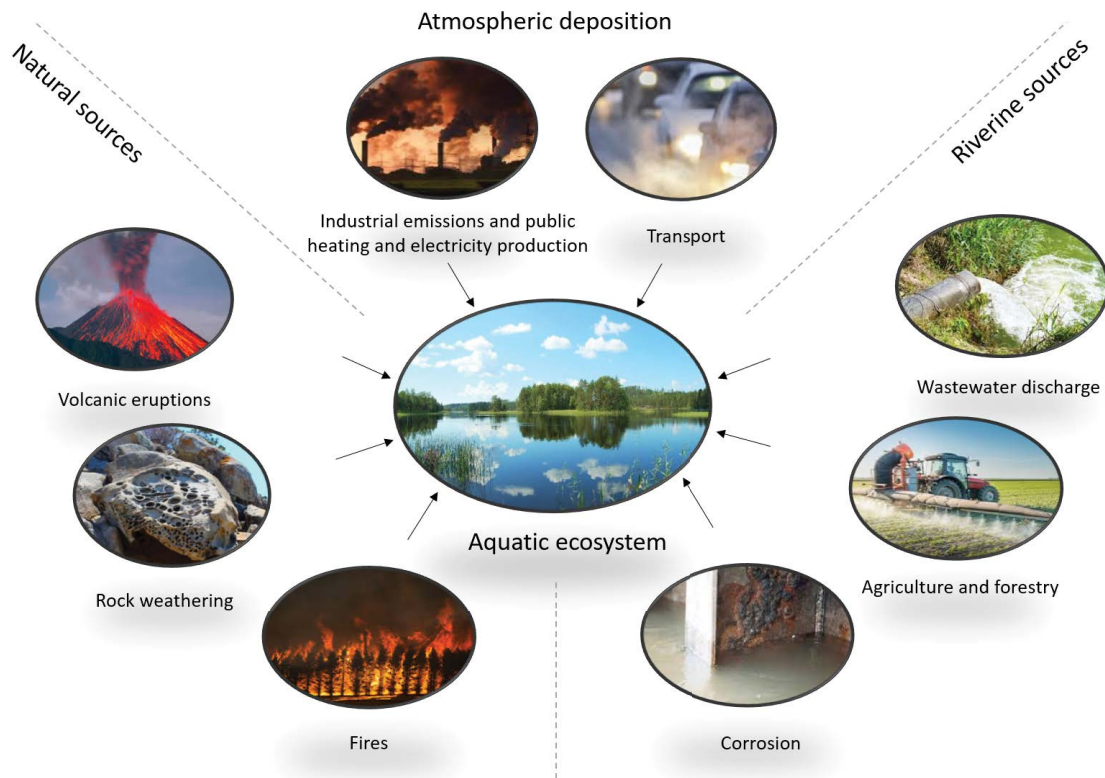 Atmospheric deposition
Natural sources
Riverine sources
Industrial emissions and public
heating and electricity production
Transport
Volcanic eruptions
Wastewater discharge
Rock weathering
Aquatic ecosystem
Agriculture and forestry
Fires
Corrosion